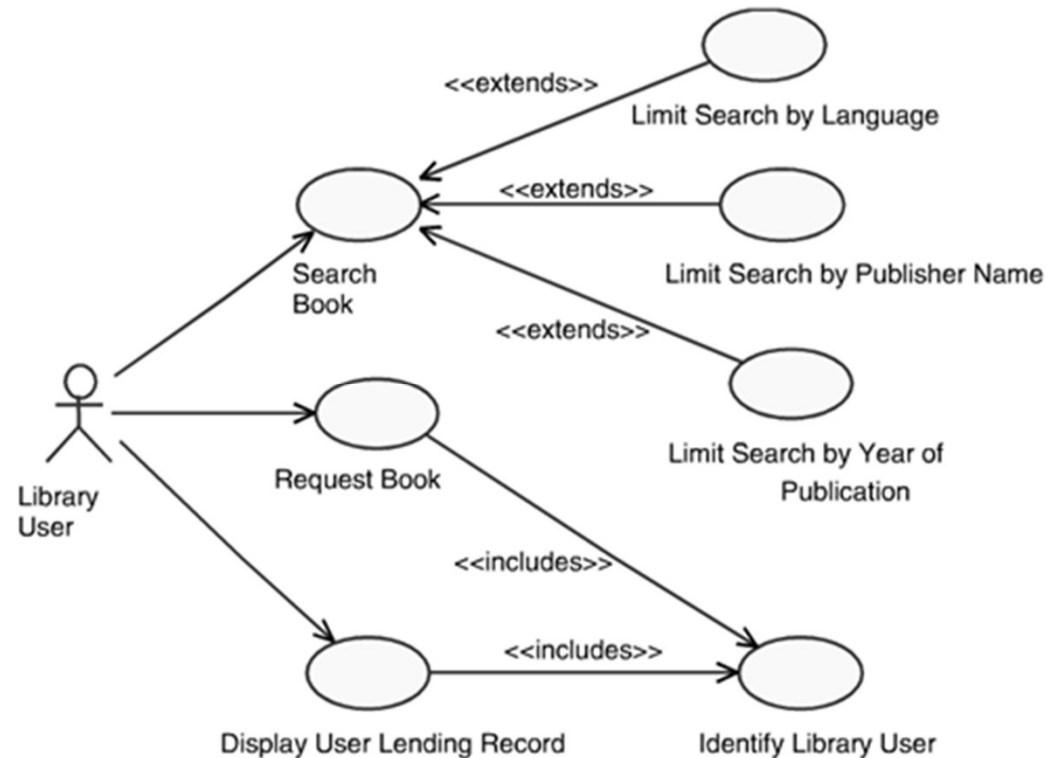 <<extends>>
Limit Search by Language
<<extends>>
Search
Book
Limit Search by Publisher Name
<<extends>>
Limit Search by Year of
Publication
Request Book
Library
User
<<includes>>
<<includes>>
Display User Lending Record
Identify Library User